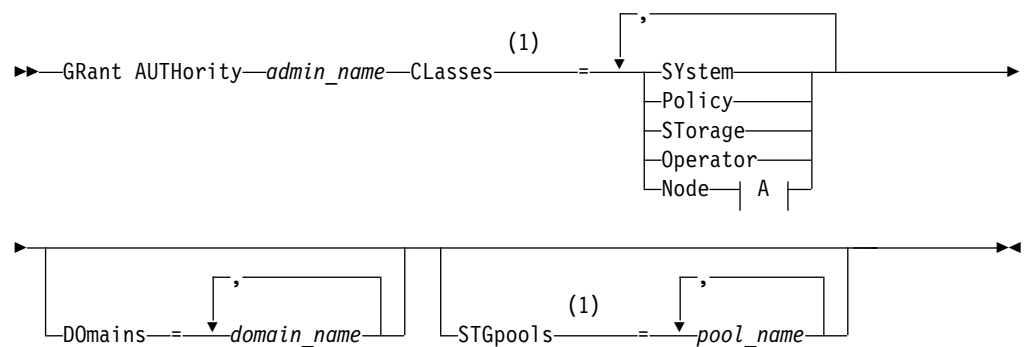 (1) ,
GRant AUTHority admin_name CLasses = SYstem
Policy
STorage
Operator
Node A
, ,
(1)
DOmains = domain_name STGpools = pool_name